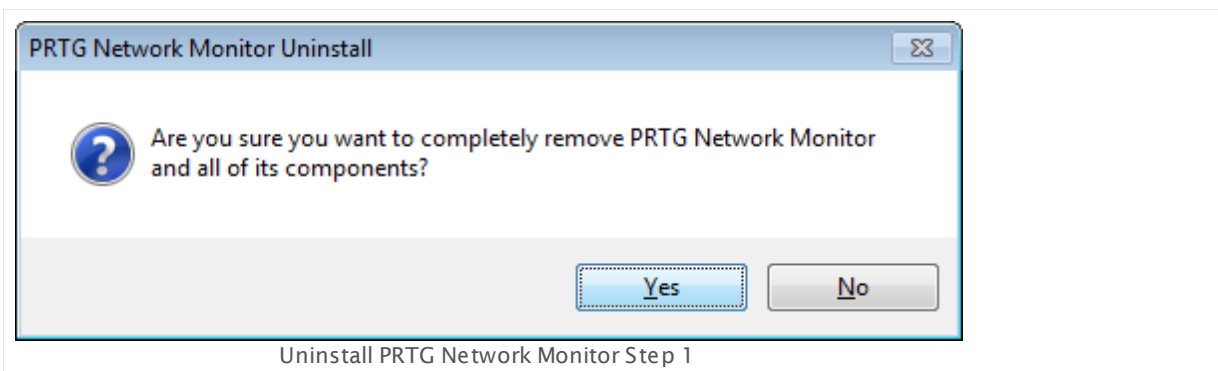 PRTG Network Monitor Uninstall
Are you sure you want to completely remove PRTG Network Monitor
and all of its components?
Yes
No
Uninstall PRTG Network Monitor Step 1